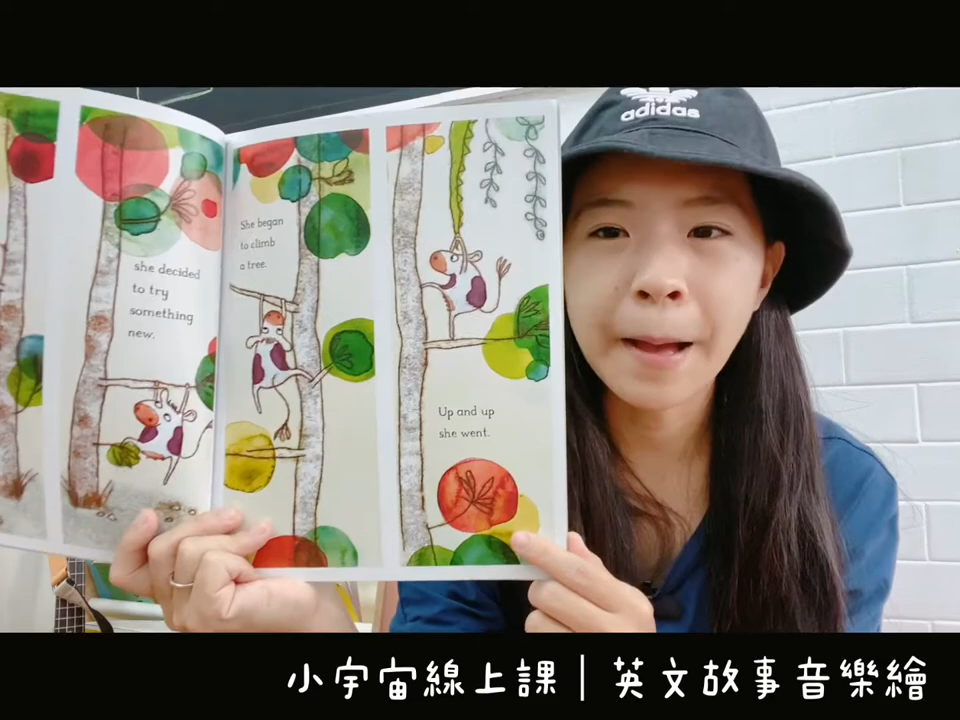 adidas
she decided
to try
something
new.
She began
to climb
a tree.
Up and up
she went.
小宇宙線上課｜英文故事音樂繪